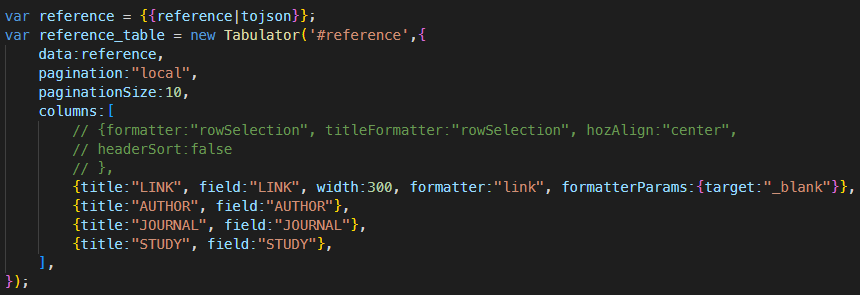 var reference = {{reference|tojson}};
var reference_table = new Tabulator('#reference',{
    data:reference,
    pagination:"local",
    paginationSize:10,
    columns:[
        // {formatter:"rowSelection", titleFormatter:"rowSelection", hozAlign:"center",
        // headerSort:false
        // },
        {title:"LINK", field:"LINK", width:300, formatter:"link", formatterParams:{target:"_blank"}},
        {title:"AUTHOR", field:"AUTHOR"},
        {title:"JOURNAL", field:"JOURNAL"},
        {title:"STUDY", field:"STUDY"},
    ],
});